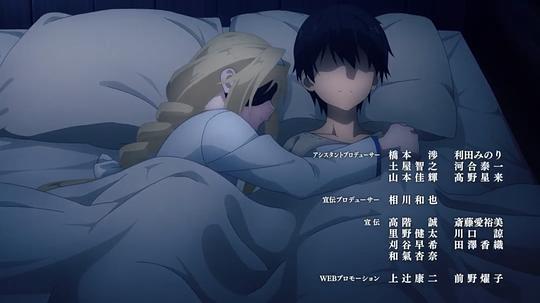 アシスタントプロデューサー 橋本 渉 利田みのり
土屋智之 河合泰一
山本佳輝 髙野星来
宣伝プロデューサー 相川和也
宣伝 高階 誠 斎藤愛裕美
里野健太 川口 諒
刈谷早希 田澤香織
和氣杏奈
WEBプロモーション 上辻康二 前野燿子